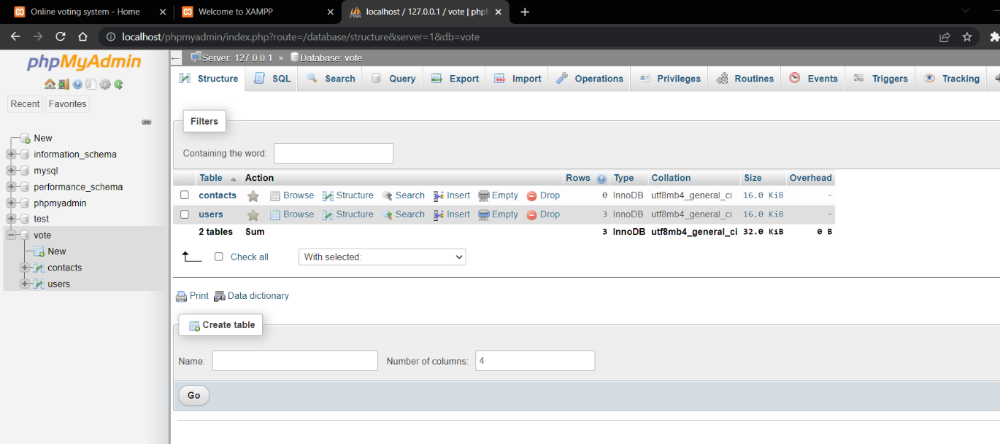 Online voting system - Home
Welcome to XAMPP
localhost / 127.0.0.1 / vote | php
localhost/phpmyadmin/index.php?route=/database/structure&server=1&db=vote
phpMyAdmin
Recent Favorites
New
information_schema
mysql
performance_schema
phpmyadmin
test
vote
New
contacts
users
Server: 127.0.0.1 » Database: vote
Structure SQL Search Query Export Import Operations Privileges Routines Events Triggers Tracking
Filters
Containing the word:
Table Action Rows Type Collation Size Overhead
contacts Browse Structure Search Insert Empty Drop 0 InnoDB utf8mb4_general_ci 16.0 KiB -
users Browse Structure Search Insert Empty Drop 3 InnoDB utf8mb4_general_ci 16.0 KiB -
2 tables Sum 3 InnoDB utf8mb4_general_ci 32.0 KiB 0 B
Check all With selected:
Print Data dictionary
Create table
Name: Number of columns: 4
Go